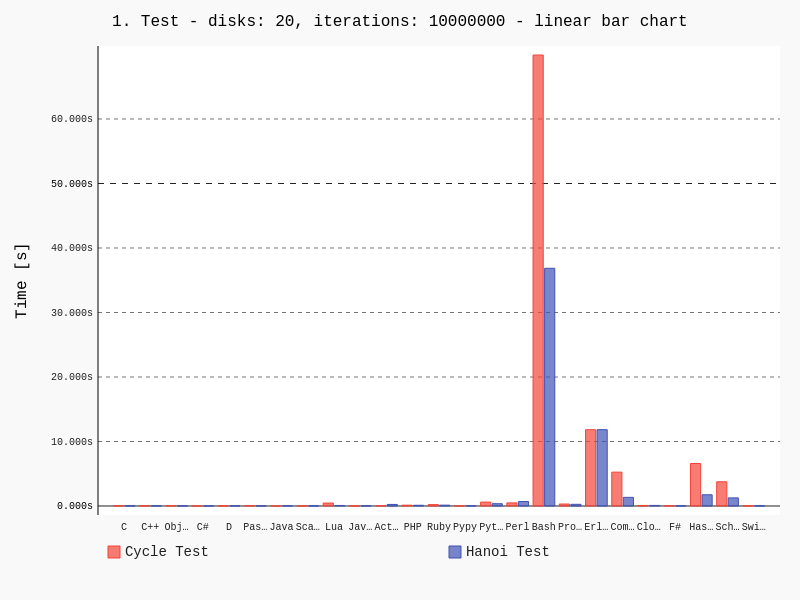 1. Test - disks: 20, iterations: 10000000 - linear bar chart
Time [s]
60.000s
50.000s
40.000s
30.000s
20.000s
10.000s
0.000s
C C++ Obj… C# D Pas… Java Sca… Lua Jav… Act… PHP Ruby Pypy Pyt… Perl Bash Pro… Erl… Com… Clo… F# Has… Sch… Swi…
Cycle Test Hanoi Test